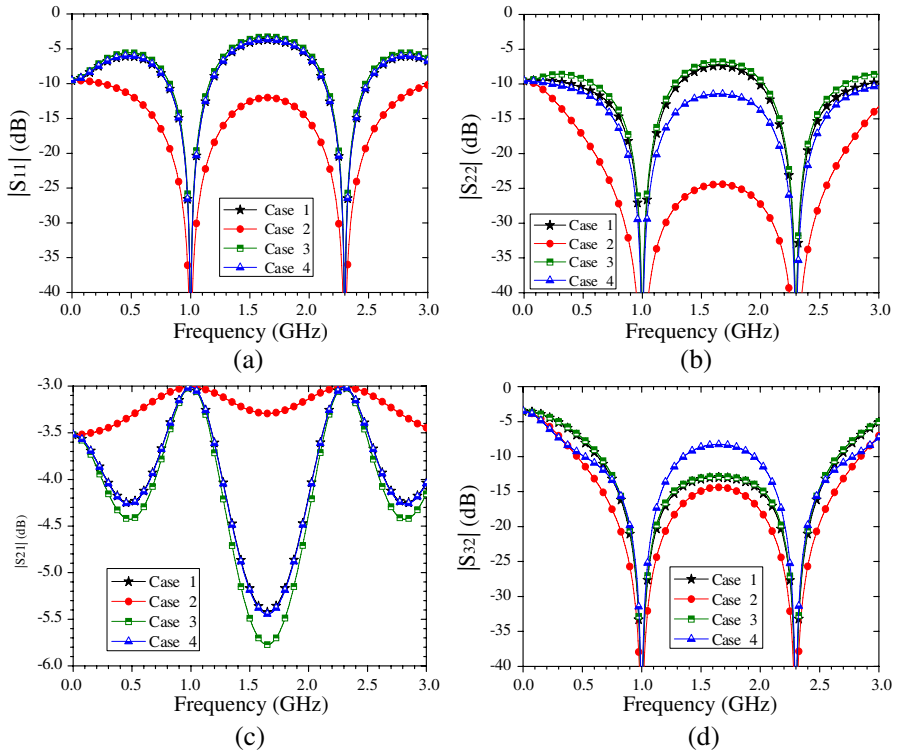 0
-5
-10
-15
-20
-25
-30
-35
-40
|S11| (dB)
Case 1
Case 2
Case 3
Case 4
0.0 0.5 1.0 1.5 2.0 2.5 3.0
Frequency (GHz)
(a)
0
-5
-10
-15
-20
-25
-30
-35
-40
|S22| (dB)
Case 1
Case 2
Case 3
Case 4
0.0 0.5 1.0 1.5 2.0 2.5 3.0
Frequency (GHz)
(b)
-3.0
-3.5
-4.0
-4.5
-5.0
-5.5
-6.0
|S21| (dB)
Case 1
Case 2
Case 3
Case 4
0.0 0.5 1.0 1.5 2.0 2.5 3.0
Frequency (GHz)
(c)
0
-5
-10
-15
-20
-25
-30
-35
-40
|S32| (dB)
Case 1
Case 2
Case 3
Case 4
0.0 0.5 1.0 1.5 2.0 2.5 3.0
Frequency (GHz)
(d)